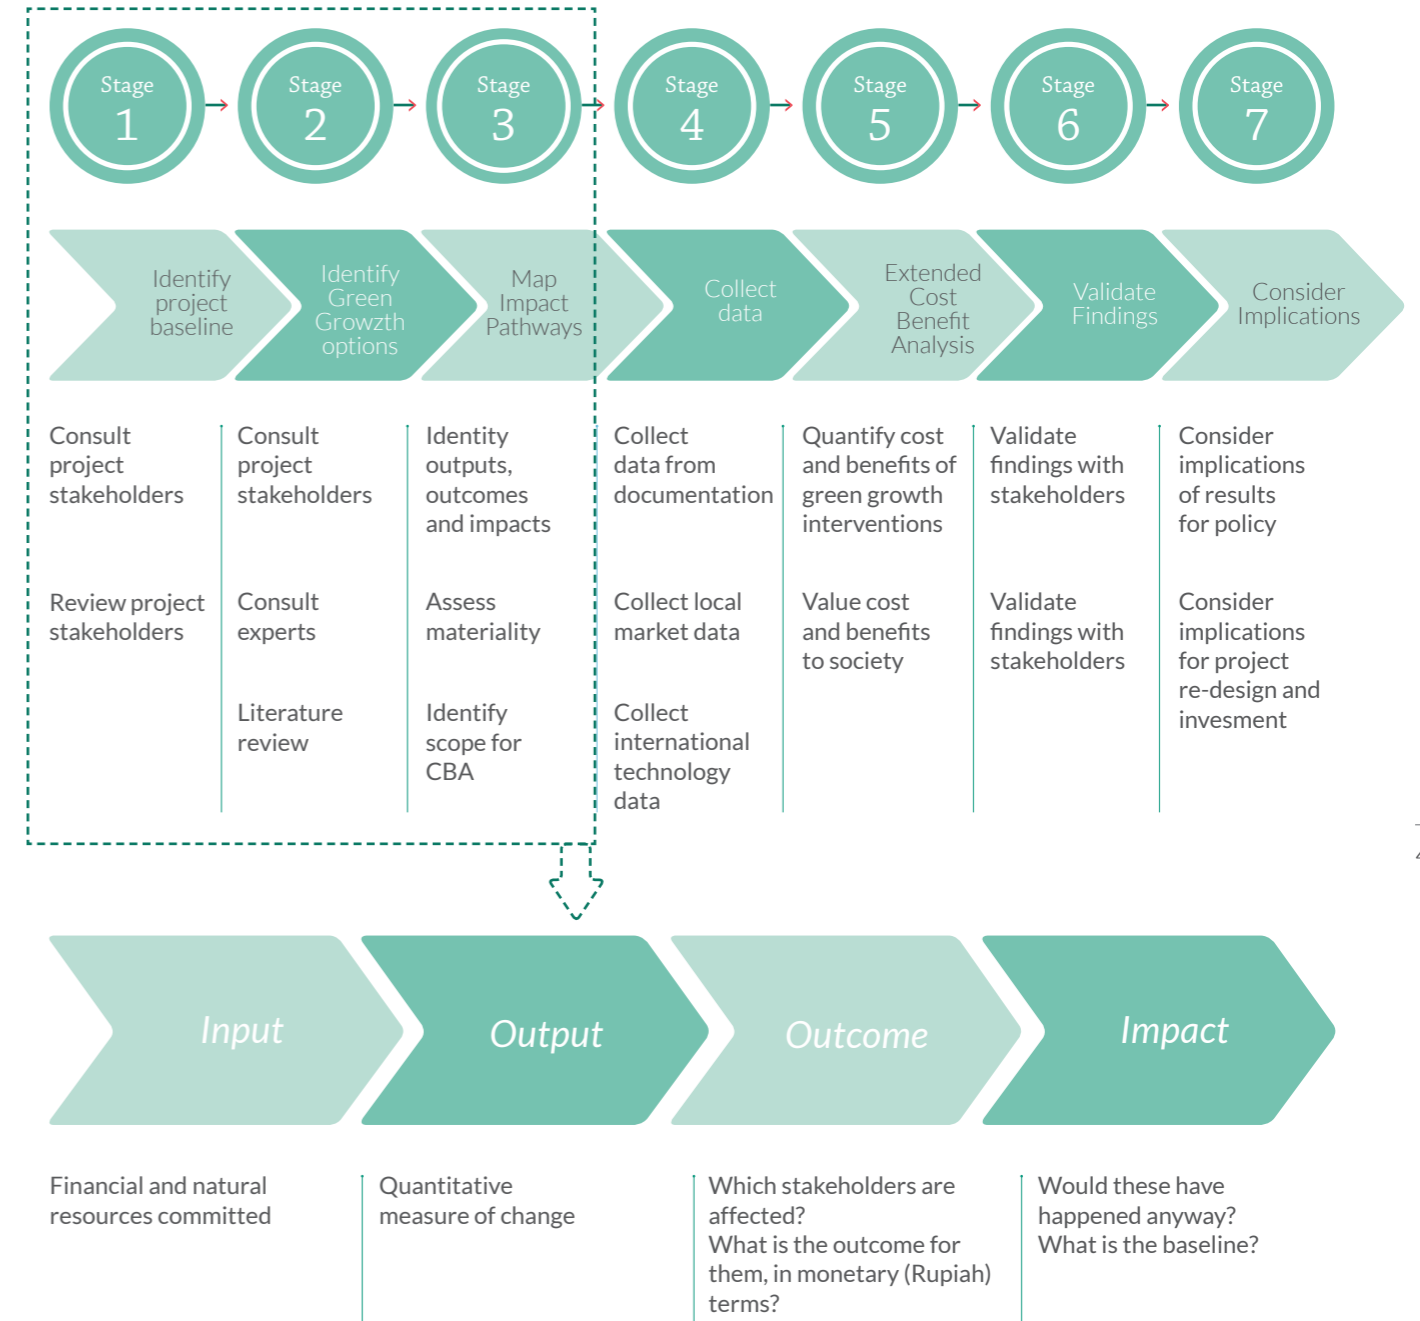 Stage
1
Stage
2
Stage
3
Stage
4
Stage
5
Stage
6
Stage
7
Identify
project
baseline
Identify
Green
Growzth
options
Map
Impact
Pathways
Collect
data
Extended
Cost
Benefit
Analysis
Validate
Findings
Consider
Implications
Consult
project
stakeholders
Review project
stakeholders
Consult
project
stakeholders
Consult
experts
Literature
review
Identity
outputs,
outcomes
and impacts
Assess
materiality
Identify
scope for
CBA
Collect
data from
documentation
Collect local
market data
Collect
international
technology
data
Quantify cost
and benefits of
green growth
interventions
Value cost
and benefits
to society
Validate
findings with
stakeholders
Validate
findings with
stakeholders
Consider
implications
of results
for policy
Consider
implications
for project
re-design and
invesment
Input
Output
Outcome
Impact
Financial and natural
resources committed
Quantitative
measure of change
Which stakeholders are
affected?
What is the outcome for
them, in monetary (Rupiah)
terms?
Would these have
happened anyway?
What is the baseline?